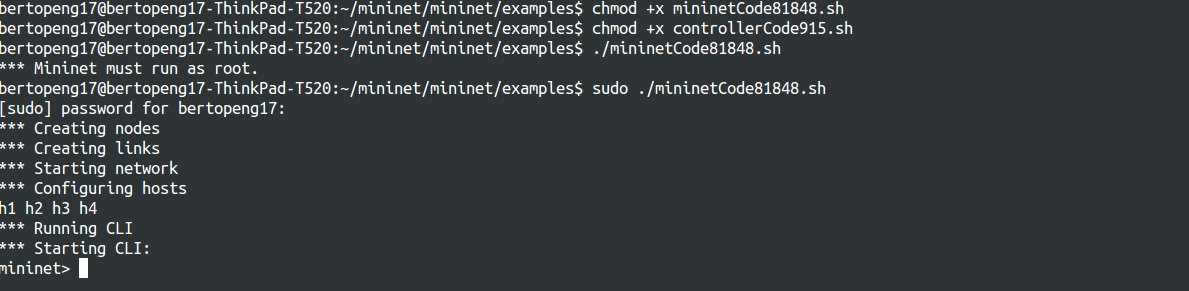 bertopeng17@bertopeng17-ThinkPad-T520:~/mininet/mininet/examples$ chmod +x mininetCode81848.sh
bertopeng17@bertopeng17-ThinkPad-T520:~/mininet/mininet/examples$ chmod +x controllerCode915.sh
bertopeng17@bertopeng17-ThinkPad-T520:~/mininet/mininet/examples$ ./mininetCode81848.sh
*** Mininet must run as root.
bertopeng17@bertopeng17-ThinkPad-T520:~/mininet/mininet/examples$ sudo ./mininetCode81848.sh
[sudo] password for bertopeng17:
*** Creating nodes
*** Creating links
*** Starting network
*** Configuring hosts
h1 h2 h3 h4
*** Running CLI
*** Starting CLI:
mininet>